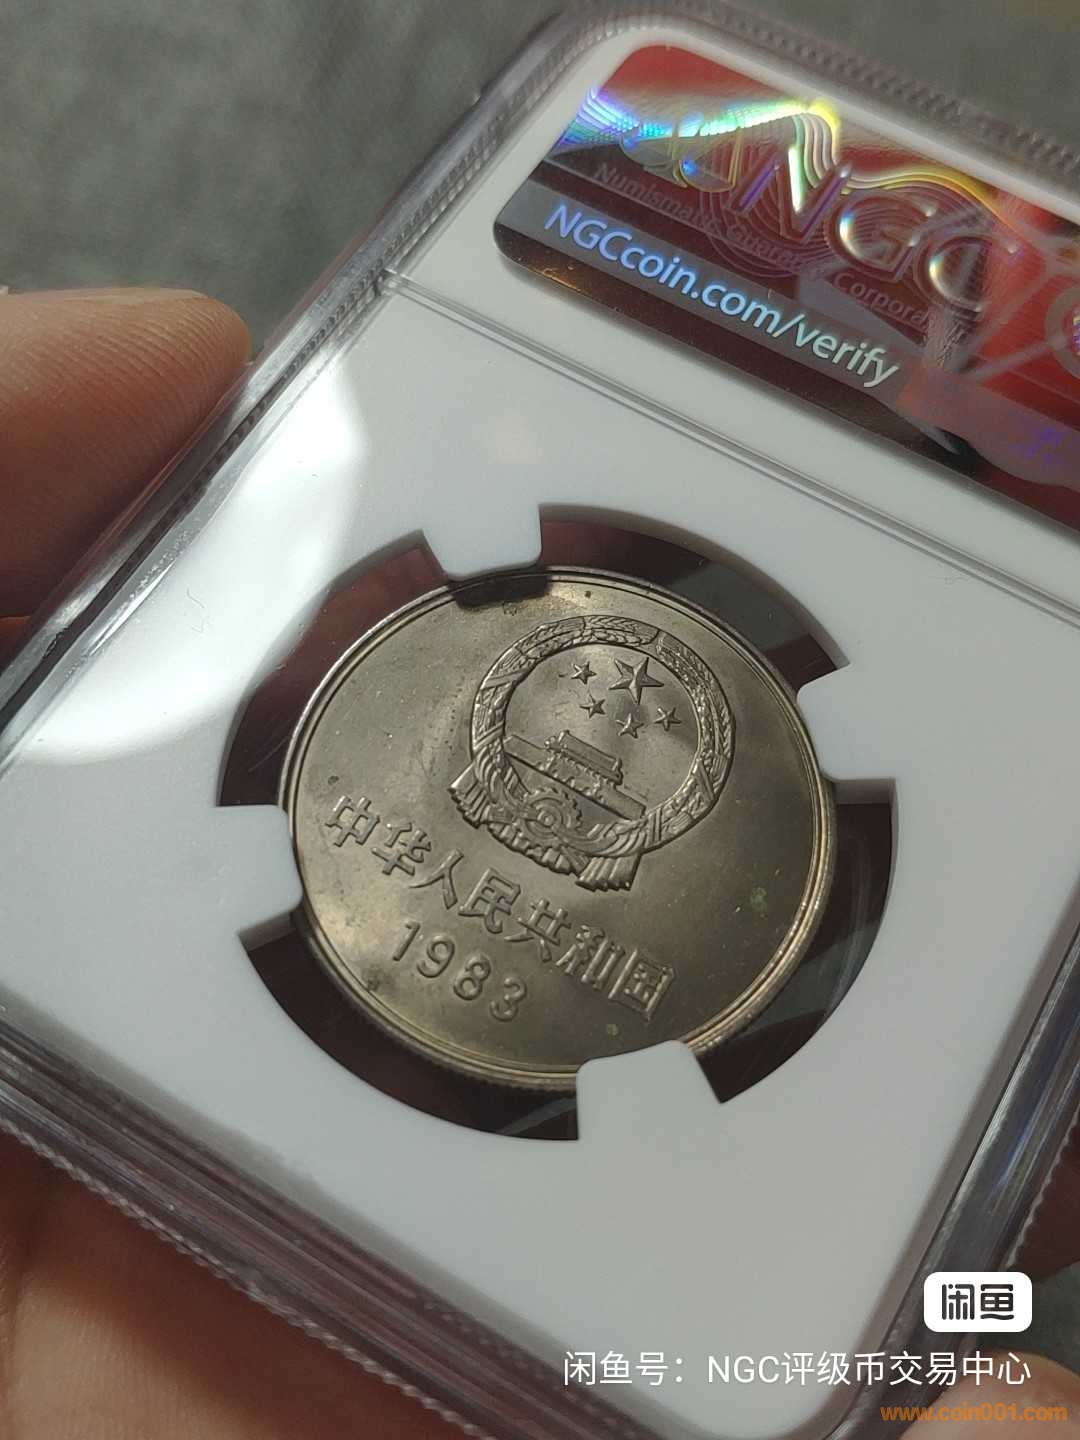 NGC
Numismatic Guaranty Corporation
NGCcoin.com/verify
中华人民共和国
1983
闲鱼
闲鱼号：NGC评级币交易中心
www.coin001.com